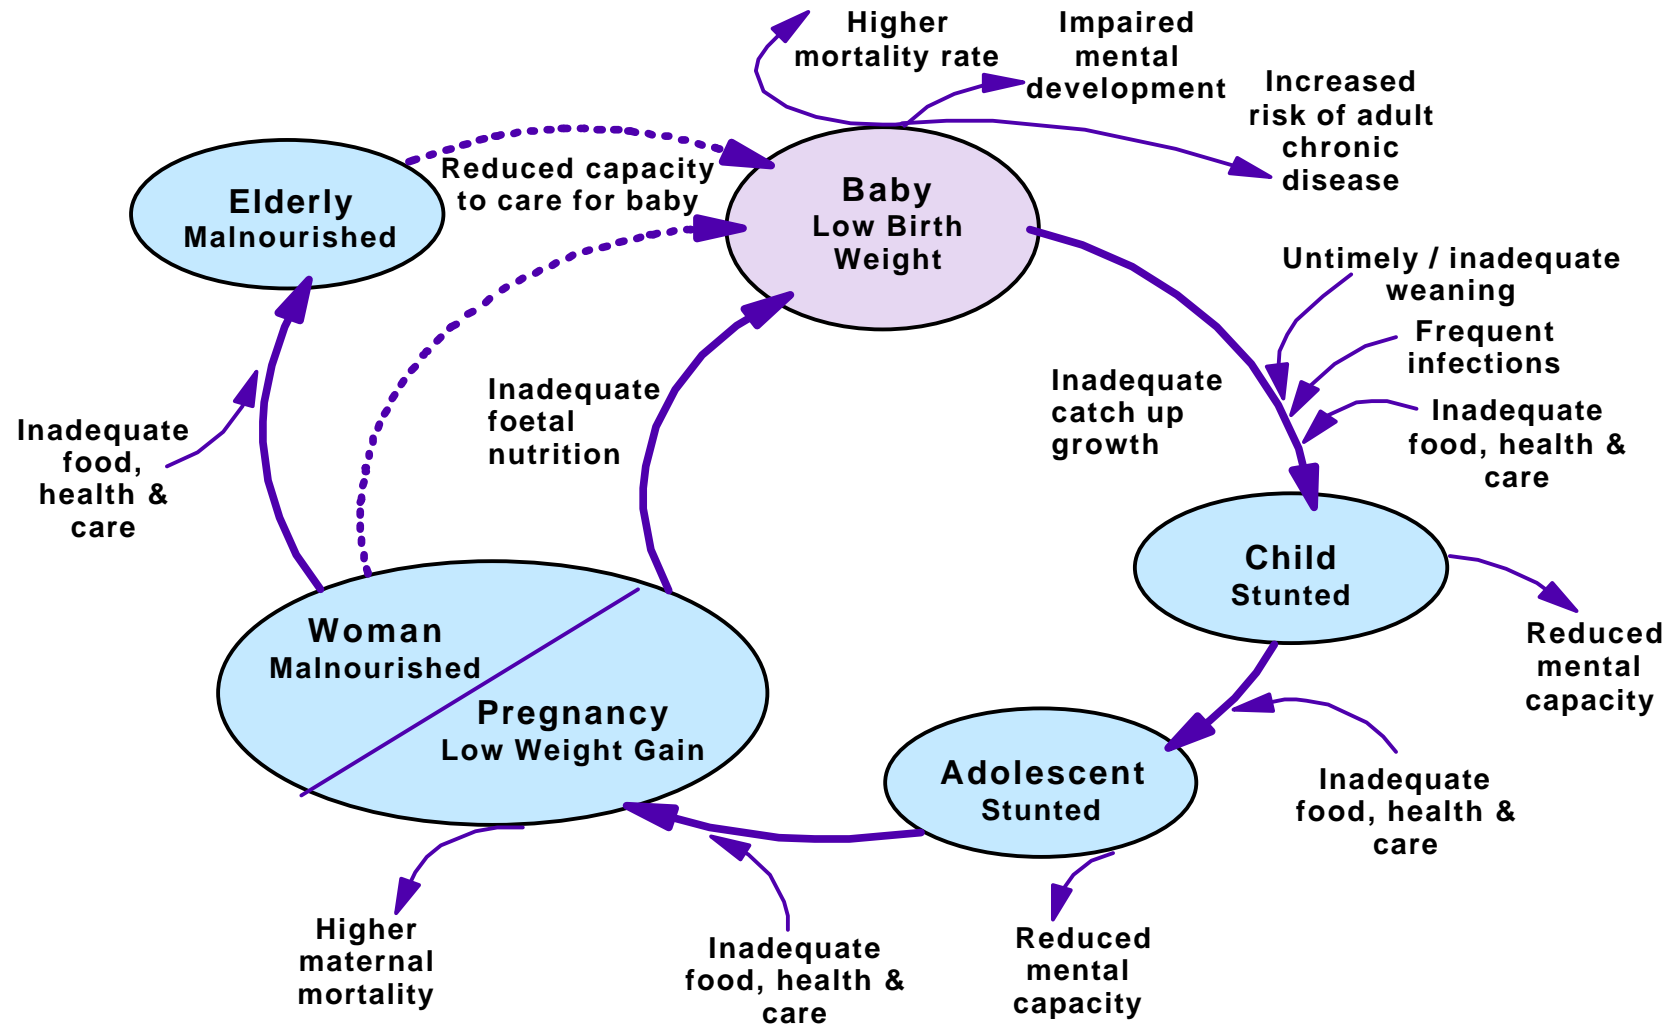 Higher
mortality rate
Impaired
mental
development
Increased
risk of adult
chronic
disease
Elderly
Malnourished
Reduced capacity
to care for baby
Baby
Low Birth
Weight
Untimely / inadequate
weaning
Frequent
infections
Inadequate
food, health &
care
Inadequate
catch up
growth
Inadequate
foetal
nutrition
Inadequate
food,
health &
care
Child
Stunted
Reduced
mental
capacity
Woman
Malnourished
Pregnancy
Low Weight Gain
Adolescent
Stunted
Inadequate
food, health &
care
Higher
maternal
mortality
Inadequate
food, health &
care
Reduced
mental
capacity